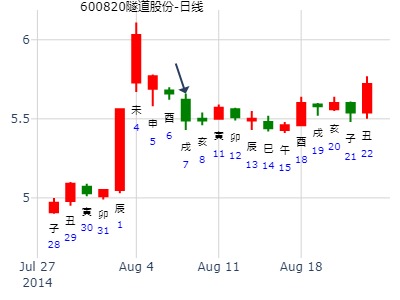 600820隧道股份-日线
6
5.5
5
未
4
申
5
酉
6
戌
7
亥
8
寅
11
卯
12
辰
13
巳
14
午
15
酉
18
戌
19
亥
20
子
21
丑
22
子
28
丑
29
寅
30
卯
31
辰
1
Jul 27
2014
Aug 4
Aug 11
Aug 18